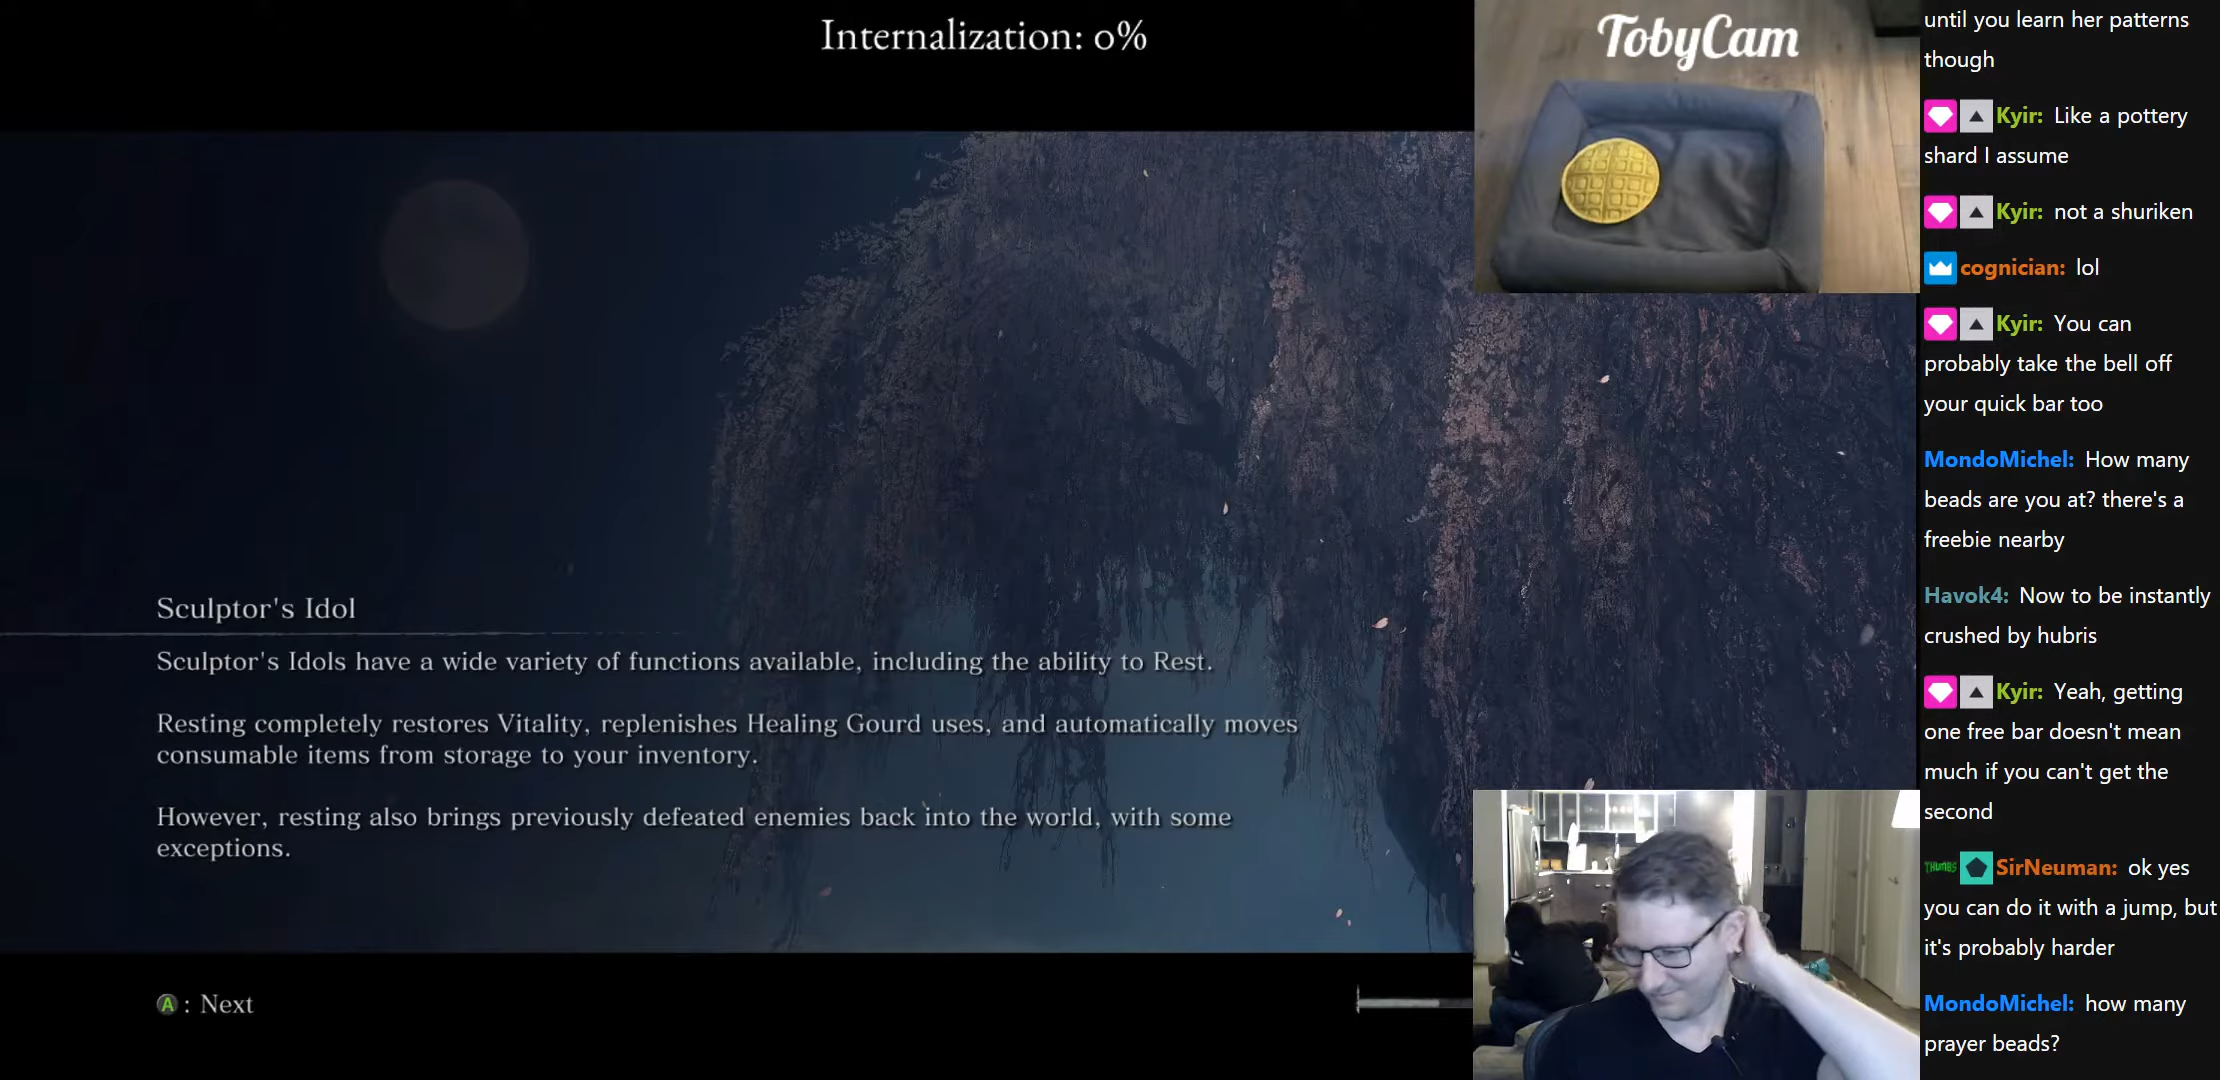 Internalization: 0%
TobyCam
Sculptor's Idol
Sculptor's Idols have a wide variety of functions available, including the ability to Rest.
Resting completely restores Vitality, replenishes Healing Gourd uses, and automatically moves
consumable items from storage to your inventory.
However, resting also brings previously defeated enemies back into the world, with some
exceptions.
A : Next
until you learn her patterns
though
Kyir: Like a pottery
shard I assume
Kyir: not a shuriken
cognician: lol
Kyir: You can
probably take the bell off
your quick bar too
MondoMichel: How many
beads are you at? there's a
freebie nearby
Havok4: Now to be instantly
crushed by hubris
Kyir: Yeah, getting
one free bar doesn't mean
much if you can't get the
second
THUMBS SirNeuman: ok yes
you can do it with a jump, but
it's probably harder
MondoMichel: how many
prayer beads?